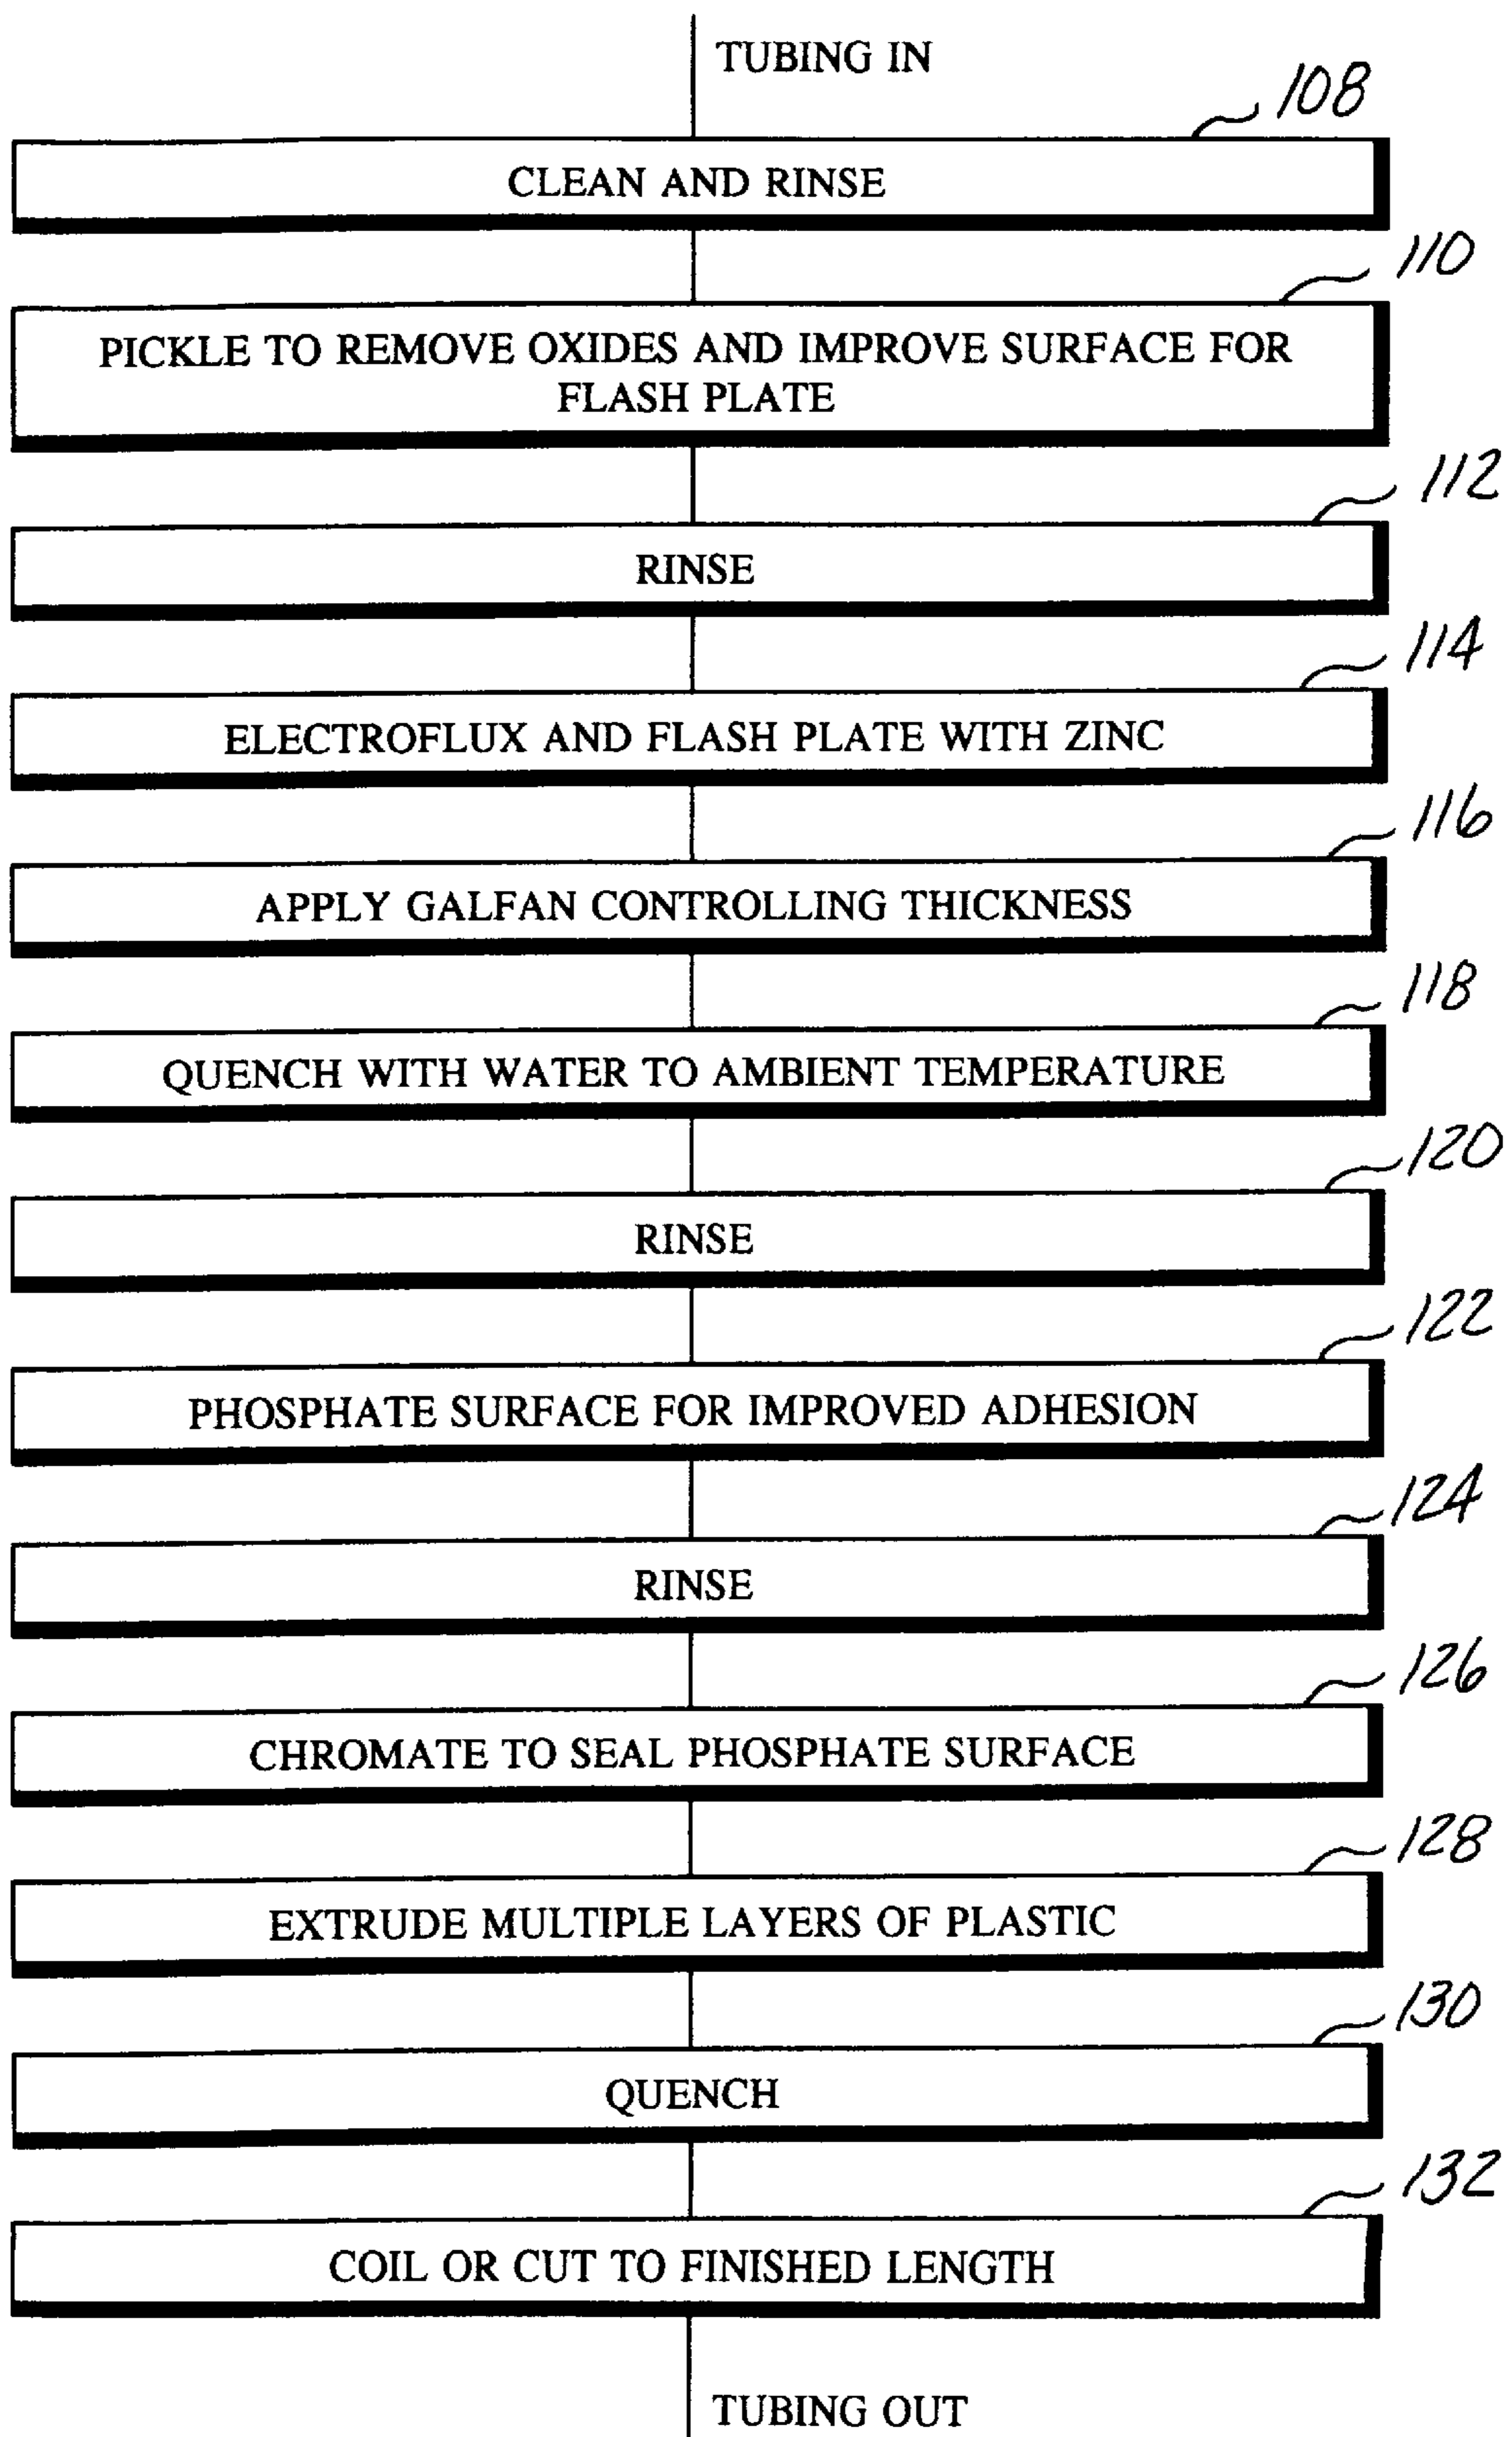 TUBING IN
108
CLEAN AND RINSE
110
PICKLE TO REMOVE OXIDES AND IMPROVE SURFACE FOR
FLASH PLATE
112
RINSE
114
ELECTROFLUX AND FLASH PLATE WITH ZINC
116
APPLY GALFAN CONTROLLING THICKNESS
118
QUENCH WITH WATER TO AMBIENT TEMPERATURE
120
RINSE
122
PHOSPHATE SURFACE FOR IMPROVED ADHESION
124
RINSE
126
CHROMATE TO SEAL PHOSPHATE SURFACE
128
EXTRUDE MULTIPLE LAYERS OF PLASTIC
130
QUENCH
132
COIL OR CUT TO FINISHED LENGTH
TUBING OUT